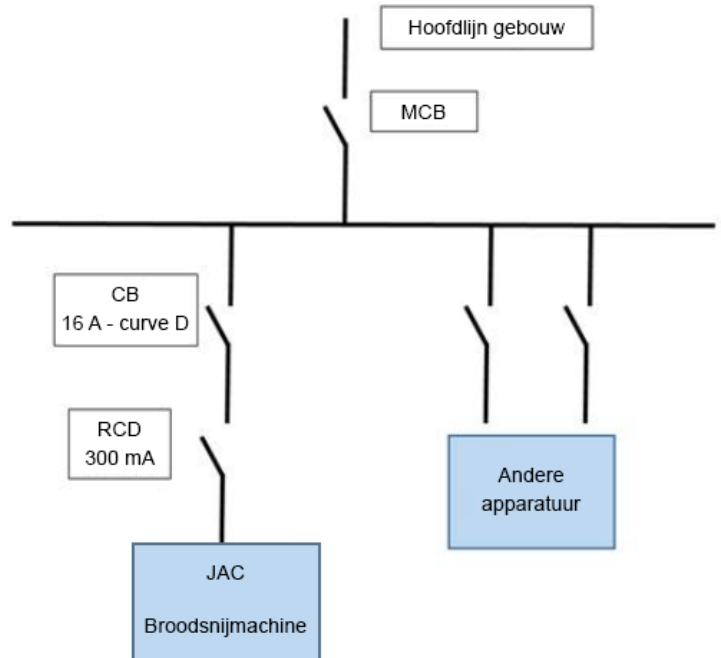 Hoofdlijn gebouw
MCB
CB
16 A - curve D
RCD
300 mA
Andere
apparatuur
JAC
Broodsnijmachine